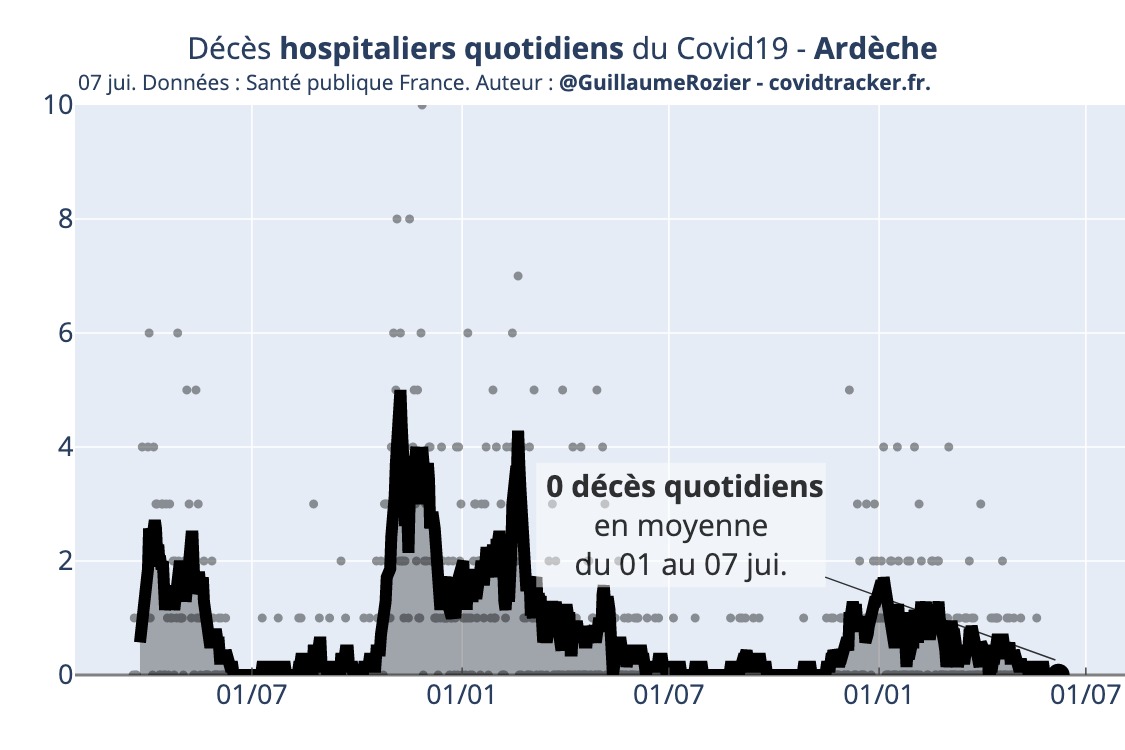 Décès hospitaliers quotidiens du Covid19 - Ardèche
07 jui. Données : Santé publique France. Auteur : @GuillaumeRozier - covidtracker.fr.
10
8
6
4
0 décès quotidiens
en moyenne
2
du 01 au 07 jui.
0
01/07 01/01 01/07 01/01 01/07